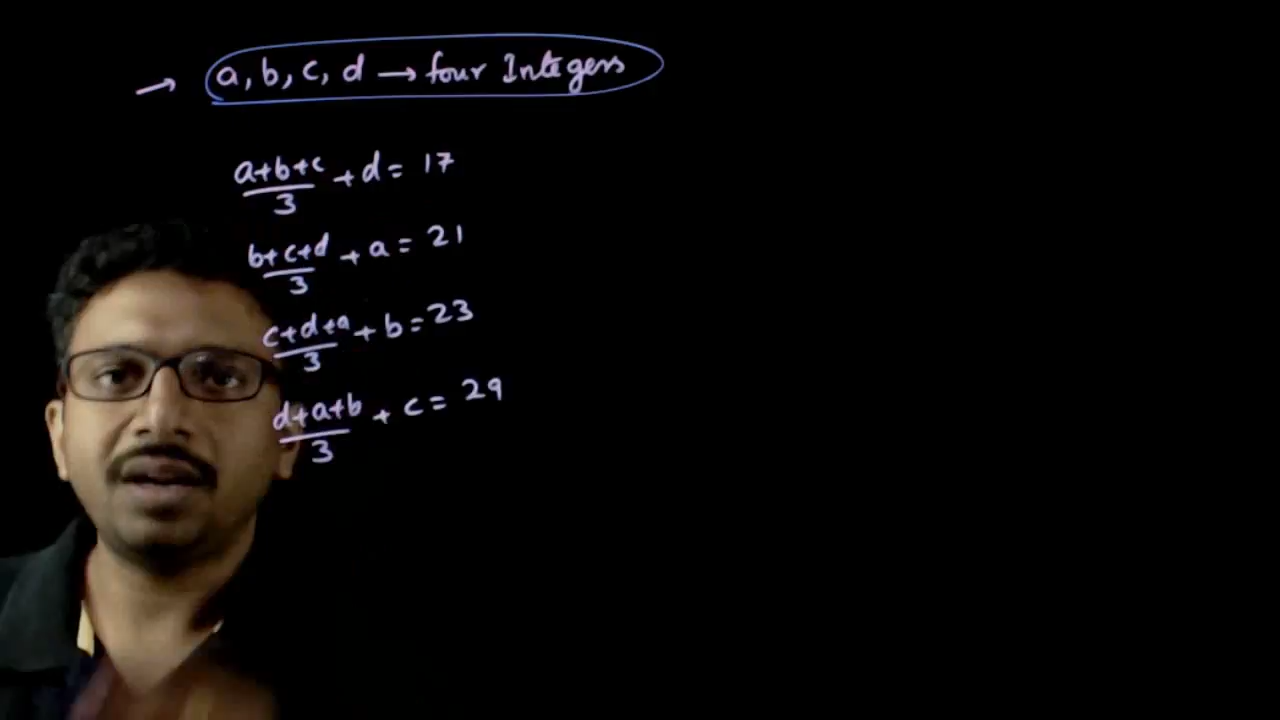 → a, b, c, d → four Integers
a+b+c/3 + d = 17
b+c+d/3 + a = 21
c+d+a/3 + b = 23
d+a+b/3 + c = 29